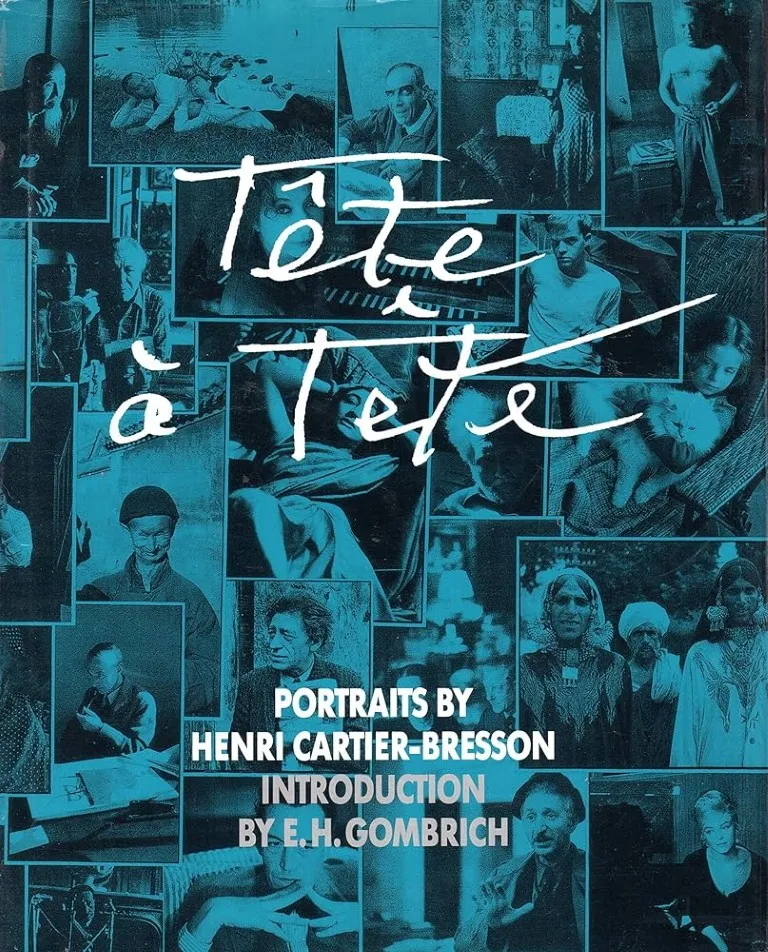 Tête
à Tête
PORTRAITS BY
HENRI CARTIER-BRESSON
INTRODUCTION
BY E. H. GOMBRICH